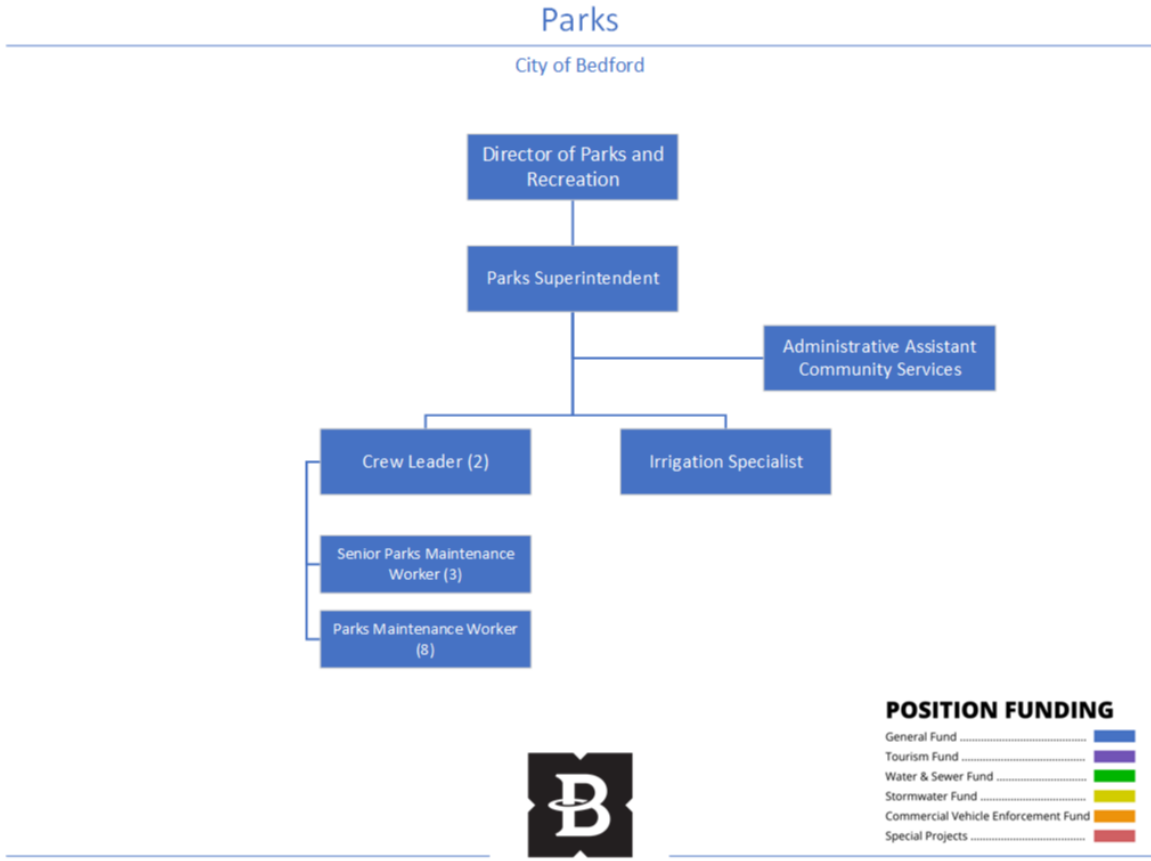 Parks
City of Bedford
Director of Parks and
Recreation
Parks Superintendent
Administrative Assistant
Community Services
Crew Leader (2)
Irrigation Specialist
Senior Parks Maintenance
Worker (3)
Parks Maintenance Worker
(8)
POSITION FUNDING
General Fund
Tourism Fund
Water & Sewer Fund
Stormwater Fund
Commercial Vehicle Enforcement Fund
Special Projects
B